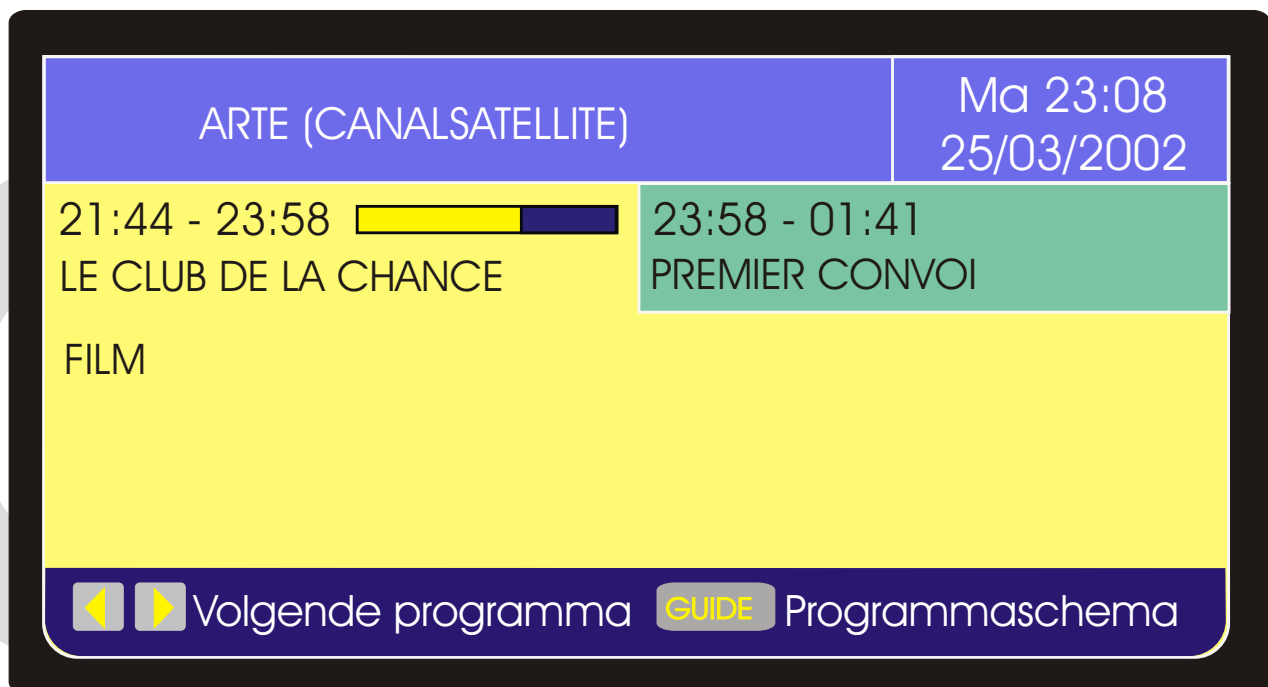 ARTE (CANALSATELLITE)
Ma 23:08
25/03/2002
21:44 - 23:58
LE CLUB DE LA CHANCE
23:58 - 01:41
PREMIER CONVOI
FILM
Volgende programma GUIDE Programmaschema